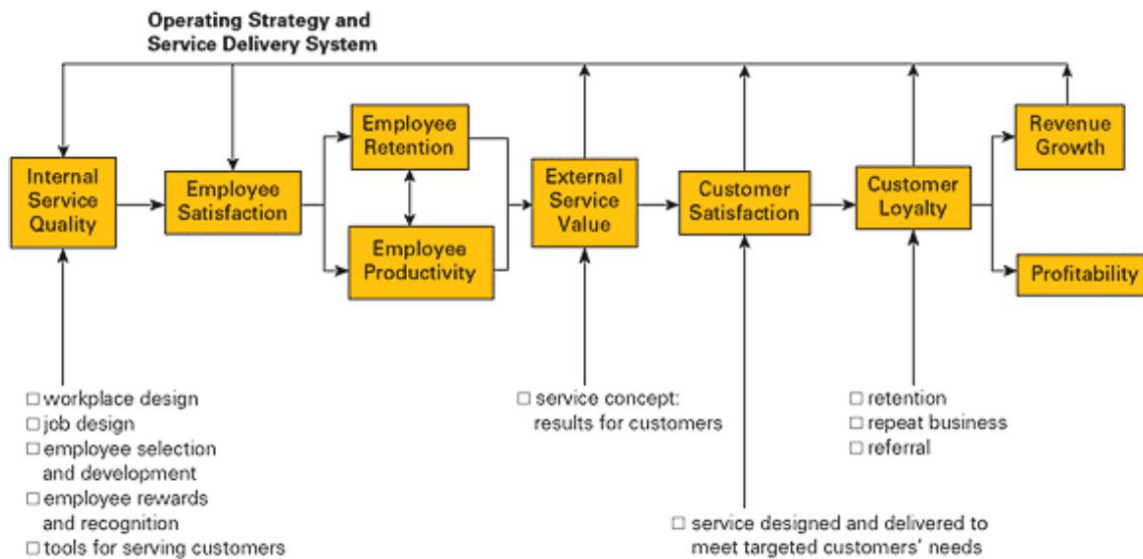 Operating Strategy and
Service Delivery System
Internal
Service
Quality
Employee
Satisfaction
Employee
Retention
Employee
Productivity
External
Service
Value
Customer
Satisfaction
Customer
Loyalty
Revenue
Growth
Profitability
□ workplace design
□ job design
□ employee selection
and development
□ employee rewards
and recognition
□ tools for serving customers
□ service concept:
results for customers
□ service designed and delivered to
meet targeted customers' needs
□ retention
□ repeat business
□ referral